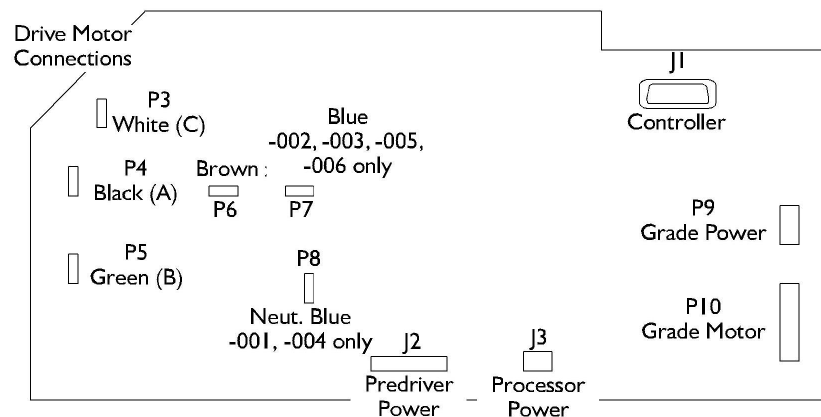 Drive Motor
Connections
J1
Controller
P3
White (C)
Blue
-002, -003, -005,
-006 only
P4
Black (A)
Brown :
P6
P7
P9
Grade Power
P5
Green (B)
P8
Neut. Blue
-001, -004 only
P10
Grade Motor
J2
Predriver
Power
J3
Processor
Power